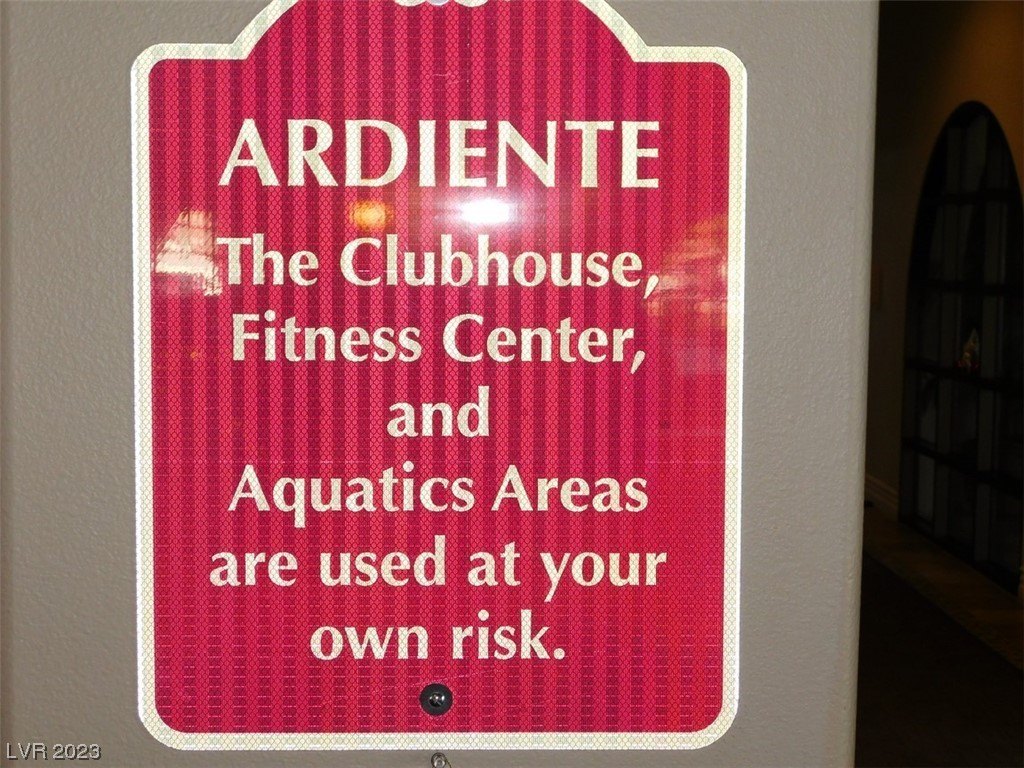 ARDIENTE
The Clubhouse,
Fitness Center,
and
Aquatics Areas
are used at your
own risk.
LVR 2023